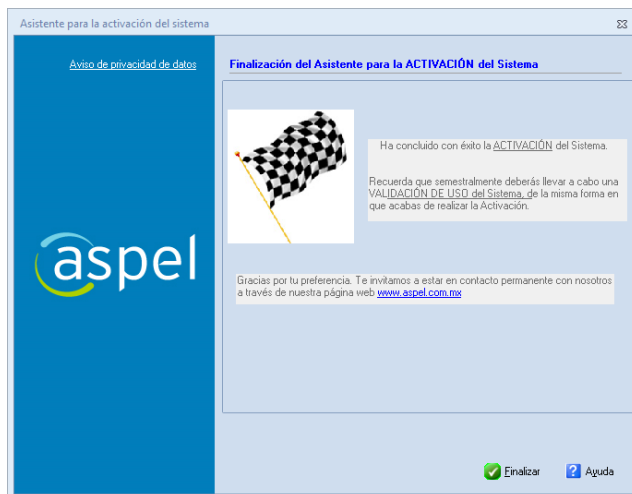 Asistente para la activación del sistema
Aviso de privacidad de datos
Finalización del Asistente para la ACTIVACIÓN del Sistema
Ha concluido con éxito la ACTIVACIÓN del Sistema.
Recuerda que semestralmente deberás llevar a cabo una
VALIDACIÓN DE USO del Sistema, de la misma forma en
que acabas de realizar la Activación.
aspel
Gracias por tu preferencia. Te invitamos a estar en contacto permanente con nosotros
a través de nuestra página web www.aspel.com.mx
Finalizar
Ayuda